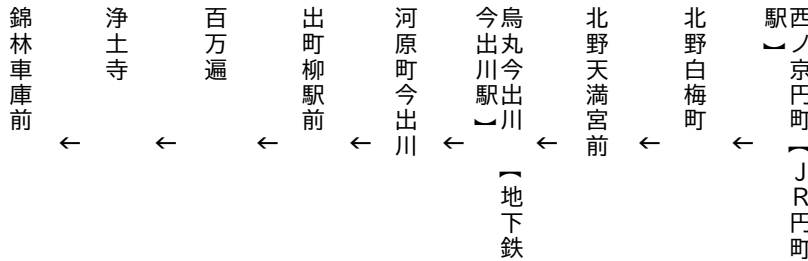 西ノ京円町【JR円町
駅】
←
北野白梅町
←
北野天満宮前
←
烏丸今出川【地下鉄
今出川駅】
←
河原町今出川
←
出町柳駅前
←
百万遍
←
浄土寺
←
錦林車庫前